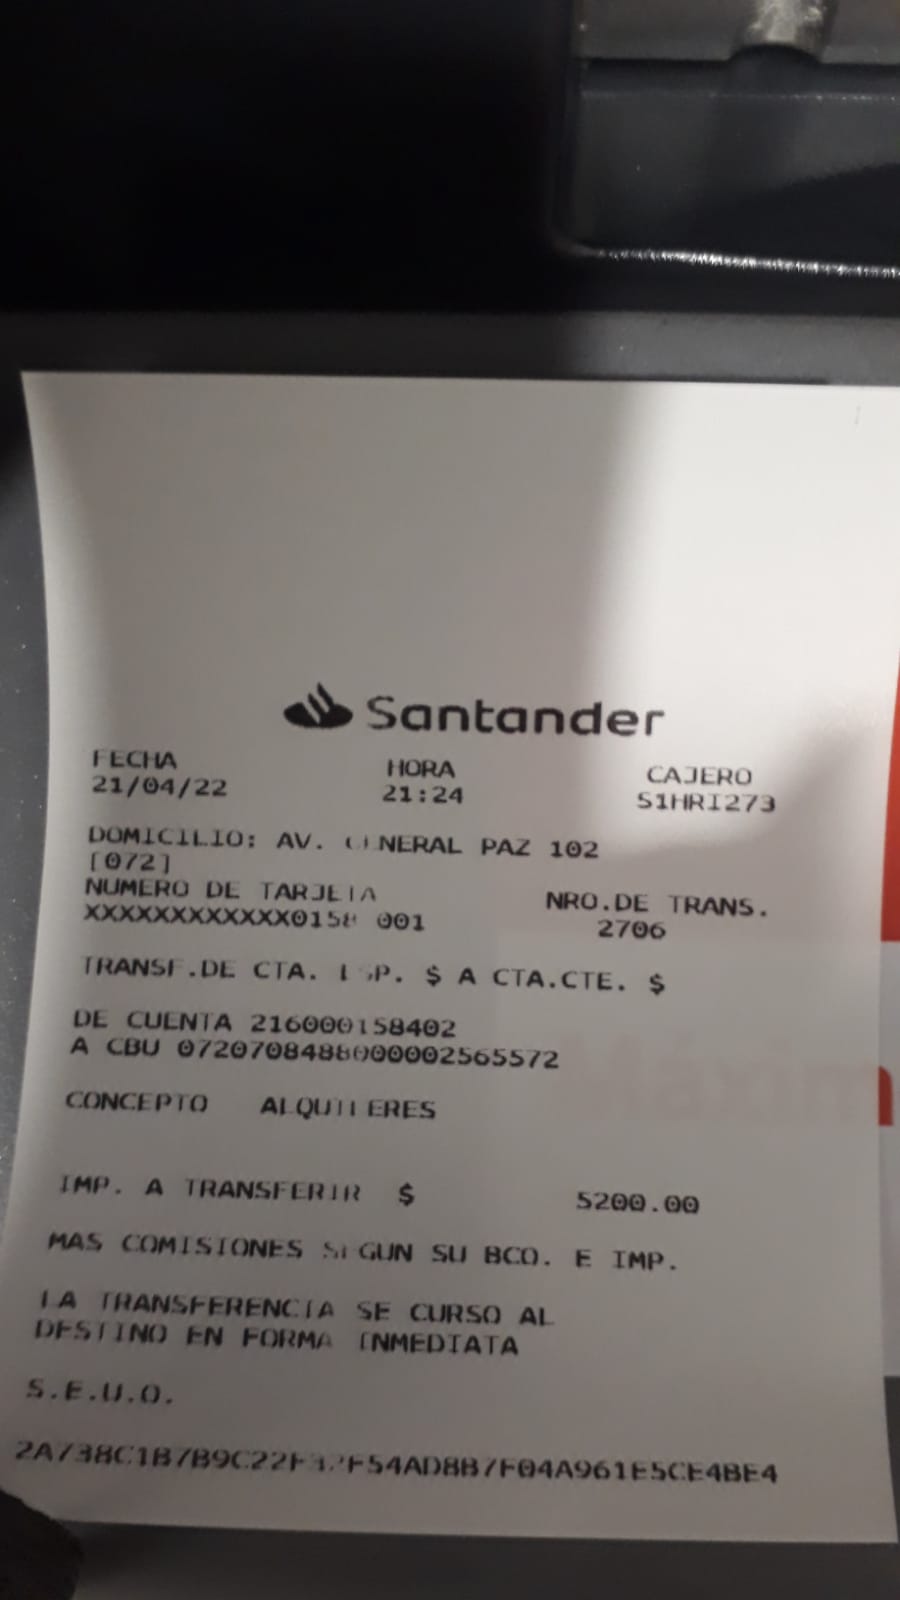 Santander
FECHA HORA CAJERO
21/04/22 21:24 S1HRI273
DOMICILIO: AV. GENERAL PAZ 102
[072]
NUMERO DE TARJETA NRO.DE TRANS.
XXXXXXXXXXXX0158 001 2706
TRANSF.DE CTA. ESP. $ A CTA.CTE. $
DE CUENTA 216000158402
A CBU 0720708488000002565572
CONCEPTO ALQUILERES
IMP. A TRANSFERIR $ 5200.00
MAS COMISIONES SEGUN SU BCO. E IMP.
LA TRANSFERENCIA SE CURSO AL
DESTINO EN FORMA INMEDIATA
S.E.U.O.